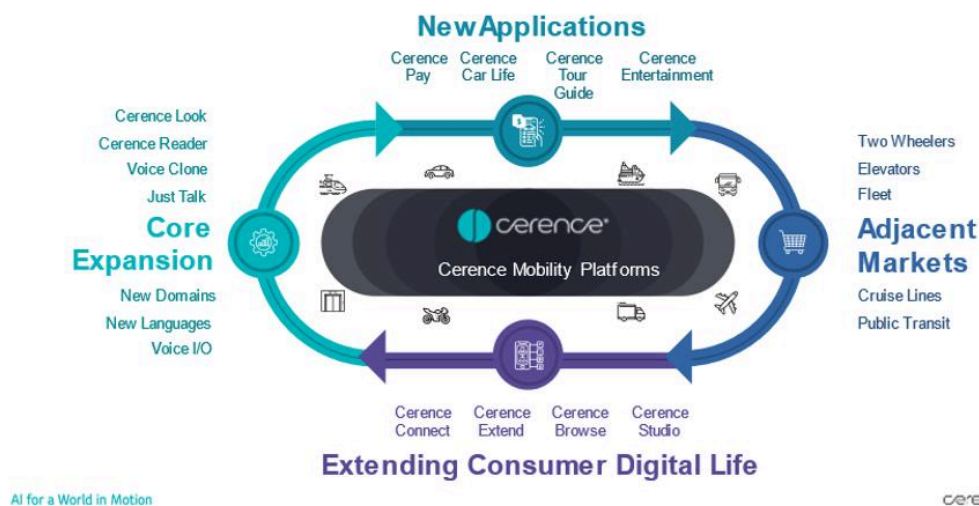 New Applications
Cerence Pay
Cerence Car Life
Cerence Tour Guide
Cerence Entertainment
Cerence Look
Cerence Reader
Voice Clone
Just Talk
Core
Expansion
New Domains
New Languages
Voice I/O
cerence
Cerence Mobility Platforms
Two Wheelers
Elevators
Fleet
Adjacent
Markets
Cruise Lines
Public Transit
Cerence Connect
Cerence Extend
Cerence Browse
Cerence Studio
Extending Consumer Digital Life
AI for a World in Motion
cere